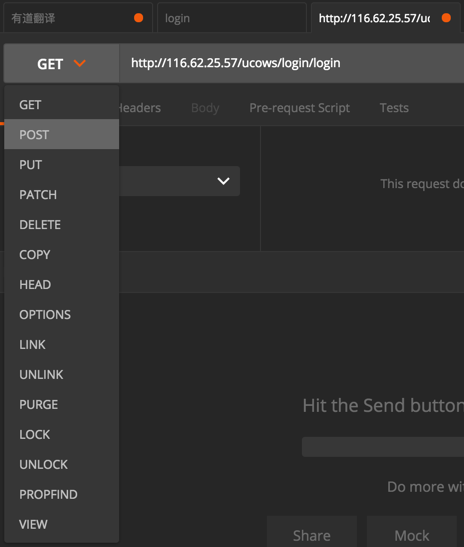 有道翻译
login
http://116.62.25.57/uc
GET
http://116.62.25.57/ucows/login/login
GET
Headers
Body
Pre-request Script
Tests
POST
PUT
PATCH
This request do
DELETE
COPY
HEAD
OPTIONS
LINK
UNLINK
PURGE
Hit the Send button
LOCK
UNLOCK
Do more wit
PROPFIND
VIEW
Share
Mock